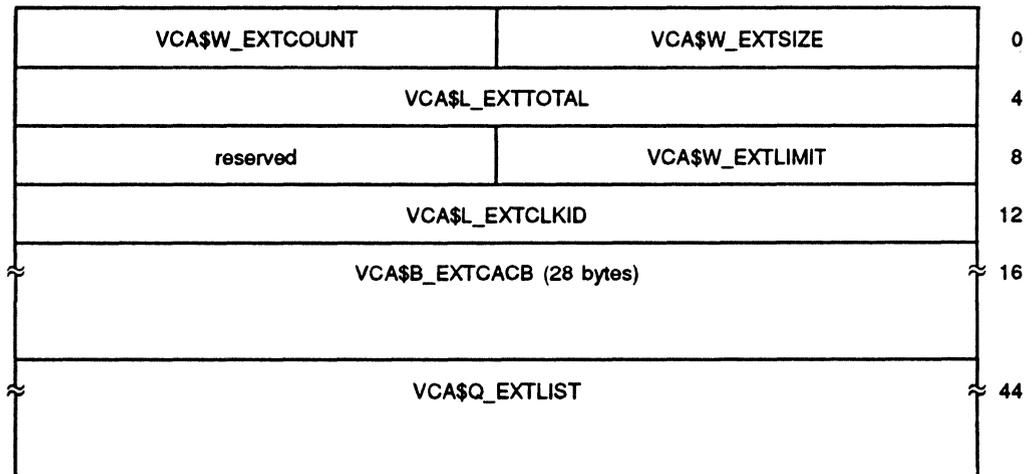 VCA$W_EXTCOUNT VCA$W_EXTSIZE 0
VCA$L_EXTTOTAL 4
reserved VCA$W_EXTLIMIT 8
VCA$L_EXTCLKID 12
VCA$B_EXTCACB (28 bytes) 16
VCA$Q_EXTLIST 44